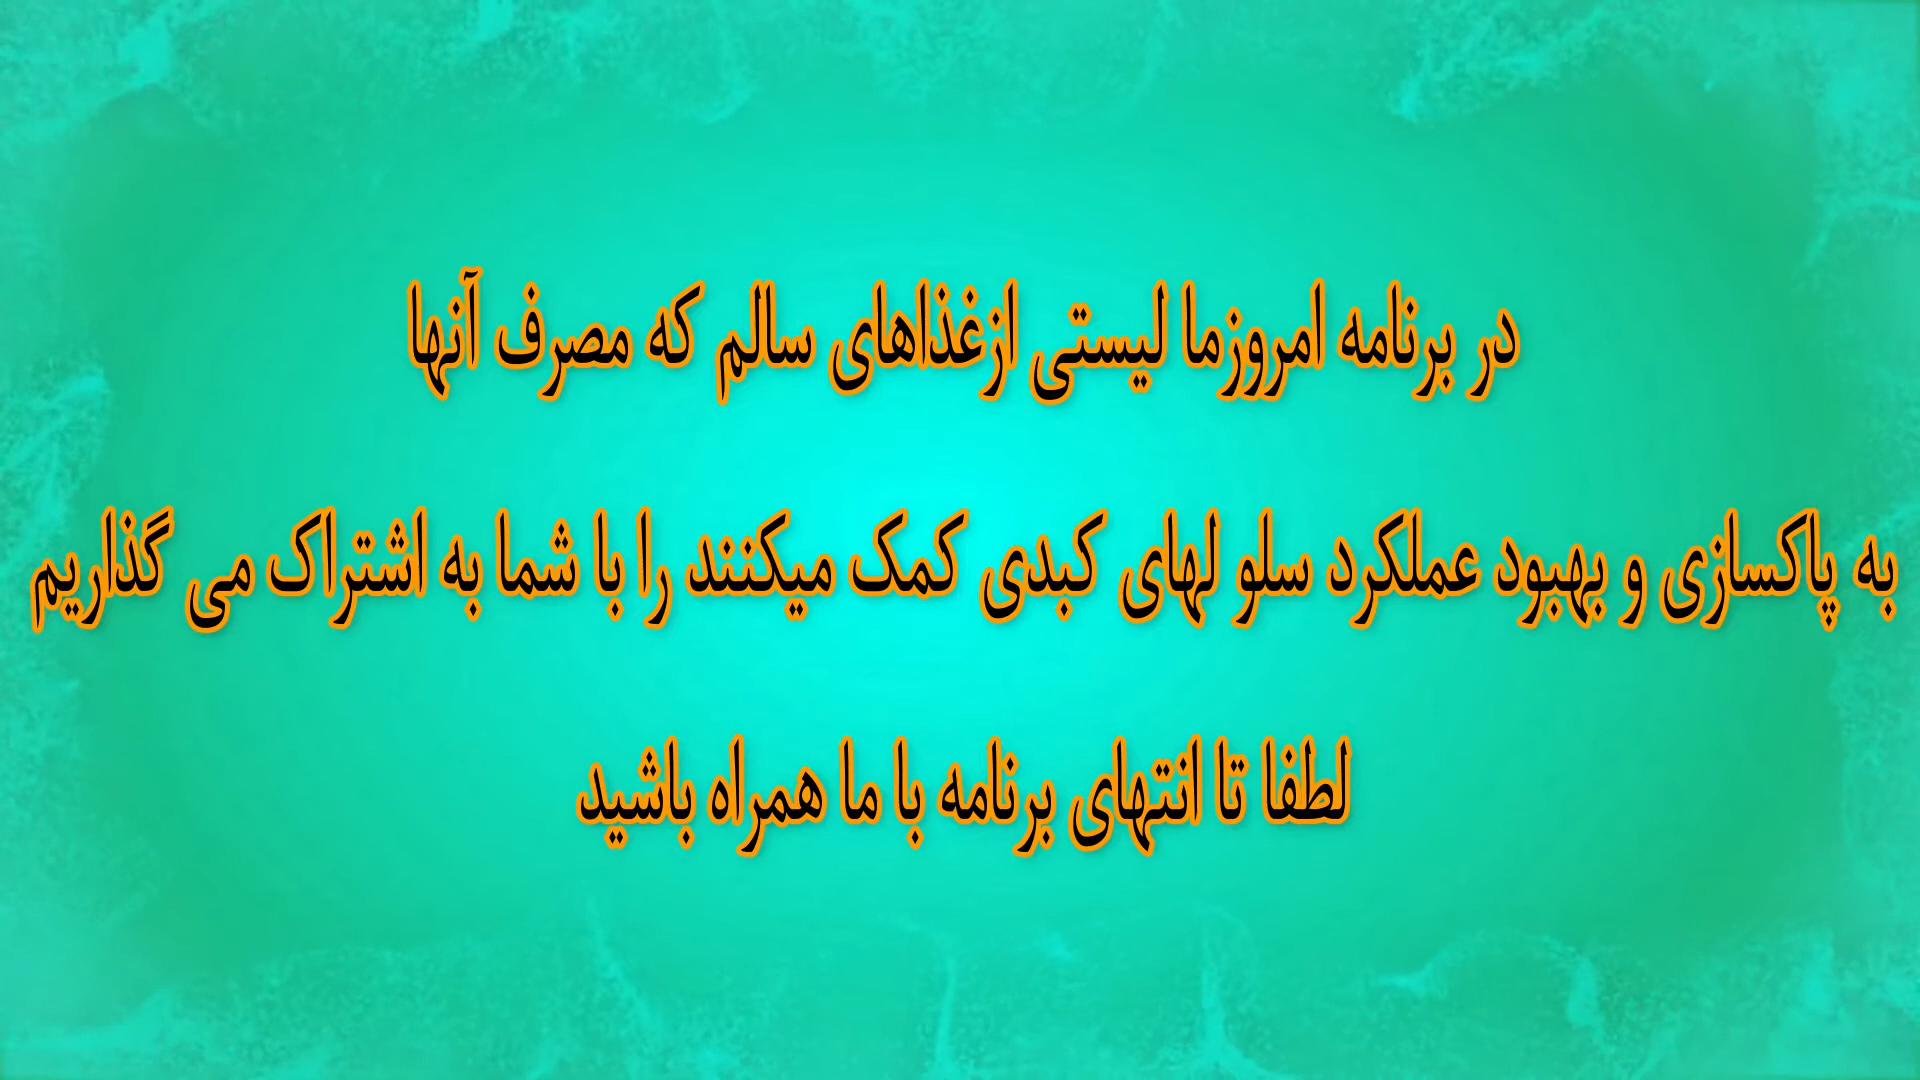 در برنامه امروزما لیستی ازغذاهای سالم که مصرف آنها
به پاکسازی و بهبود عملکرد سلو لهای کبدی کمک میکنند را با شما به اشتراک می گذاریم
لطفا تا انتهای برنامه با ما همراه باشید